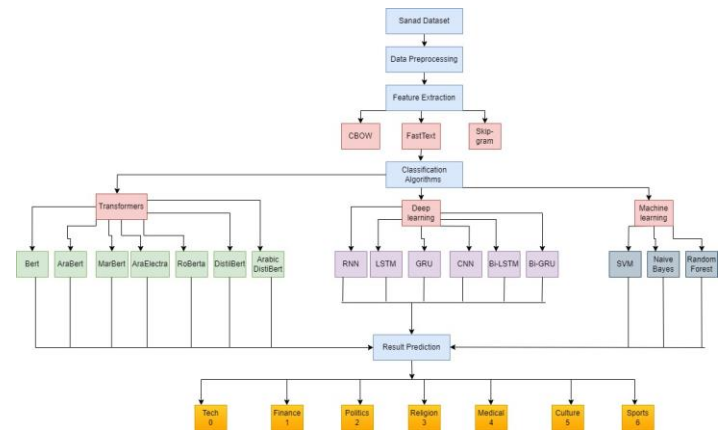 Sanad Dataset
Data Preprocessing
Feature Extraction
CBOW
FastText
Skip-
gram
Classification
Algorithms
Transformers
Deep
learning
Machine
learning
Bert
AraBert
MarBert
AraElectra
RoBerta
DistilBert
Arabic
DistiBert
RNN
LSTM
GRU
CNN
Bi-LSTM
Bi-GRU
SVM
Naive
Bayes
Random
Forest
Result Prediction
Tech
0
Finance
1
Politics
2
Religion
3
Medical
4
Culture
5
Sports
6